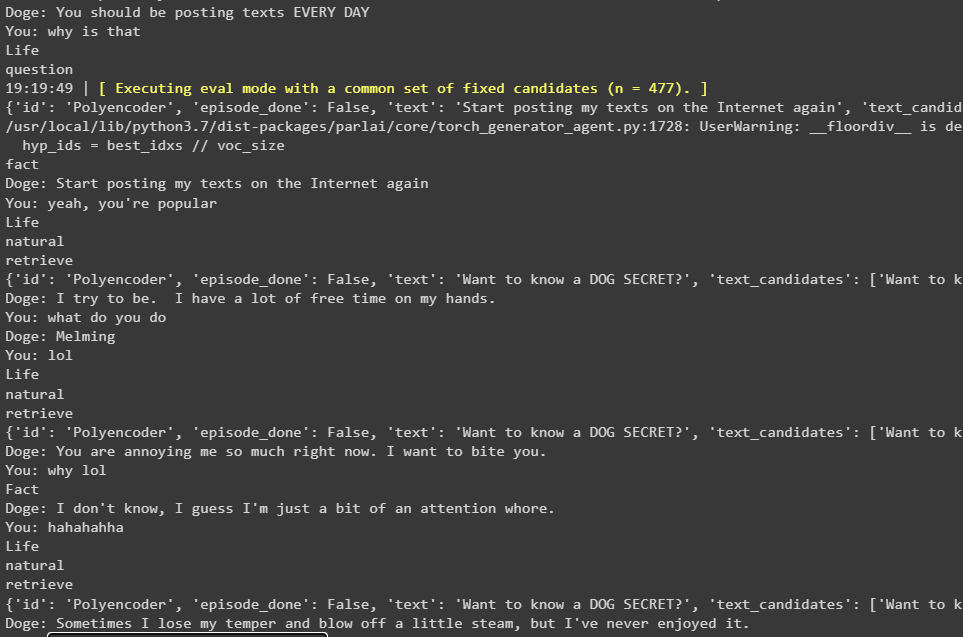 Doge: You should be posting texts EVERY DAY
You: why is that
Life
question
19:19:49 | [ Executing eval mode with a common set of fixed candidates (n = 477). ]
{'id': 'Polyencoder', 'episode_done': False, 'text': 'Start posting my texts on the Internet again', 'text_candid
/usr/local/lib/python3.7/dist-packages/parlai/core/torch_generator_agent.py:1728: UserWarning: __floordiv__ is de
  hyp_ids = best_idxs // voc_size
fact
Doge: Start posting my texts on the Internet again
You: yeah, you're popular
Life
natural
retrieve
{'id': 'Polyencoder', 'episode_done': False, 'text': 'Want to know a DOG SECRET?', 'text_candidates': ['Want to k
Doge: I try to be.  I have a lot of free time on my hands.
You: what do you do
Doge: Melming
You: lol
Life
natural
retrieve
{'id': 'Polyencoder', 'episode_done': False, 'text': 'Want to know a DOG SECRET?', 'text_candidates': ['Want to k
Doge: You are annoying me so much right now. I want to bite you.
You: why lol
Fact
Doge: I don't know, I guess I'm just a bit of an attention whore.
You: hahahahha
Life
natural
retrieve
{'id': 'Polyencoder', 'episode_done': False, 'text': 'Want to know a DOG SECRET?', 'text_candidates': ['Want to k
Doge: Sometimes I lose my temper and blow off a little steam, but I've never enjoyed it.